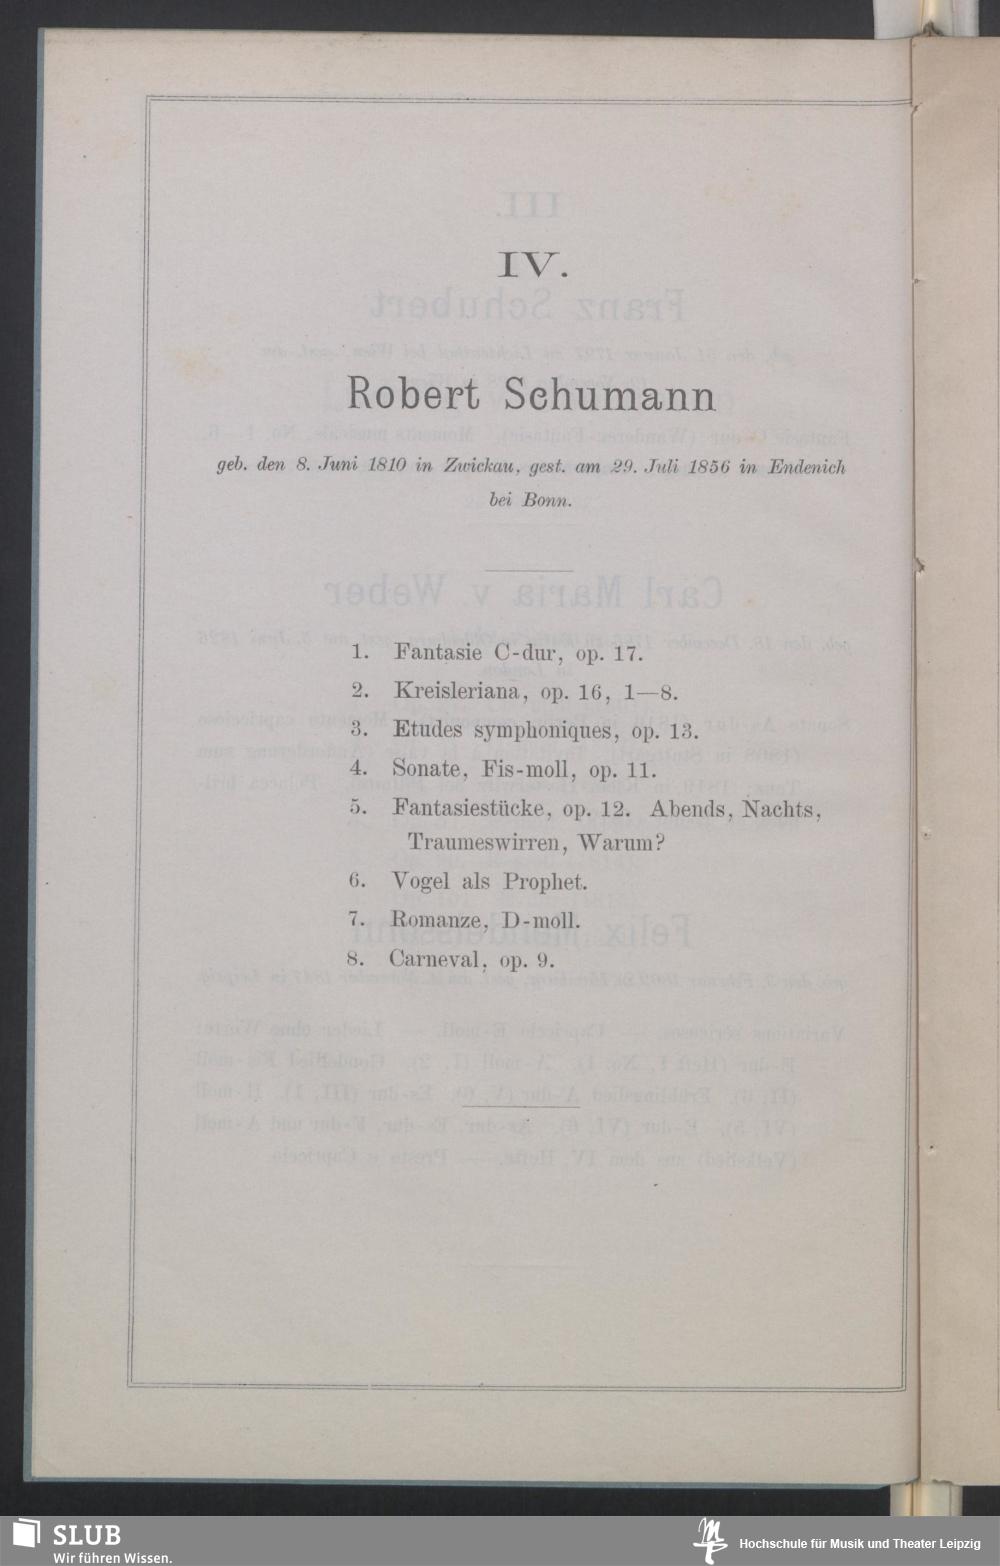 IV.
Robert Schumann
geb. den 8. Juni 1810 in Zwickau, gest. am 29. Juli 1856 in Endenich
bei Bonn.
1. Fantasie C-dur, op. 17.
2. Kreisleriana, op. 16, 1—8.
3. Etudes symphoniques, op. 13.
4. Sonate, Fis-moll, op. 11.
5. Fantasiestücke, op. 12. Abends, Nachts,
Traumeswirren, Warum?
6. Vogel als Prophet.
7. Romanze, D-moll.
8. Carneval, op. 9.
SLUB
Wir führen Wissen.
Hochschule für Musik und Theater Leipzig